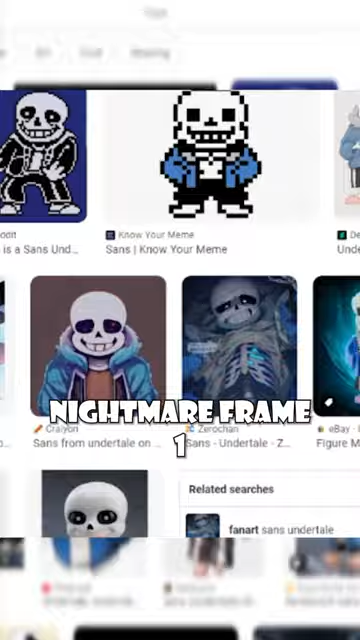 Know Your Meme
is a Sans Und...
Sans | Know Your Meme
Unde
NIGHTMARE FRAME
1
Craiyon
Zerochan
eBay
Sans from undertale on ...
Sans - Undertale - Z...
Figure M
Related searches
fanart sans undertale